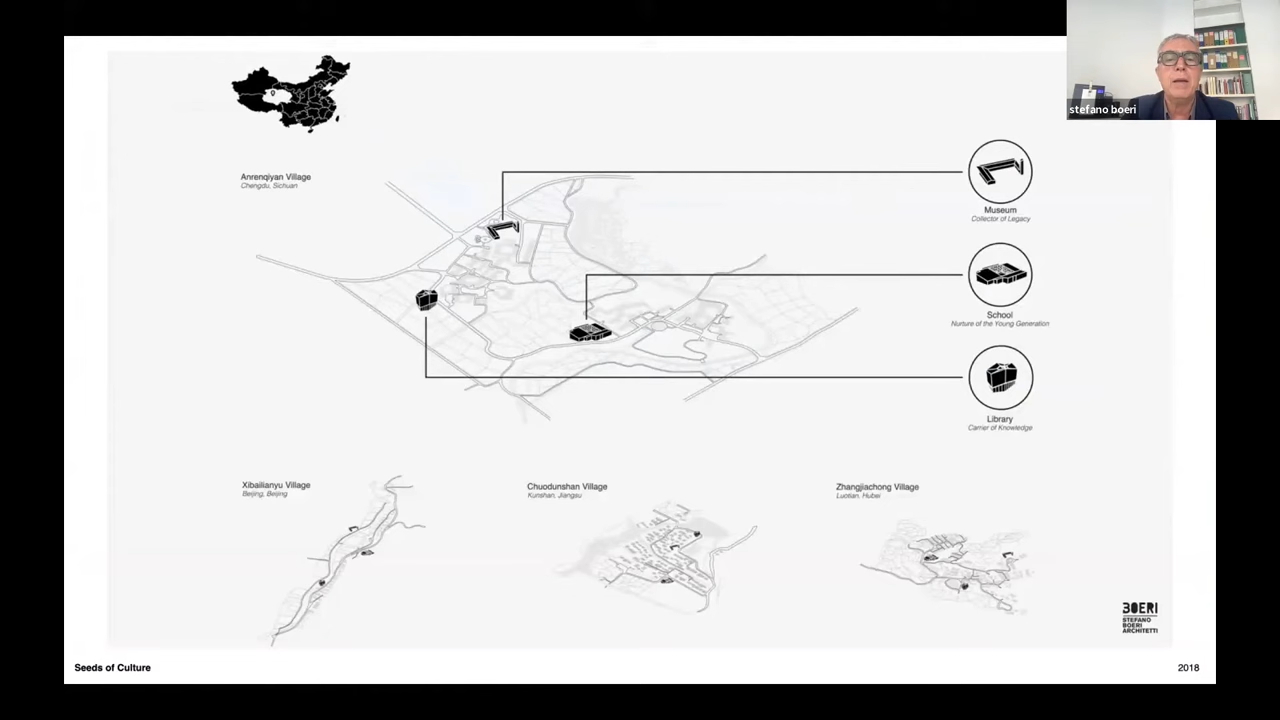 stefano boeri
Anrenqiyan Village
Chengdu, Sichuan
Museum
Collector of Legacy
School
Nurture of the Young Generation
Library
Carrier of Knowledge
Xibailianyu Village
Beijing, Beijing
Chuodunshan Village
Kunshan, Jiangsu
Zhangjiachong Village
Luotian, Hubei
BOERI
STEFANO
BOERI
ARCHITETTI
Seeds of Culture
2018